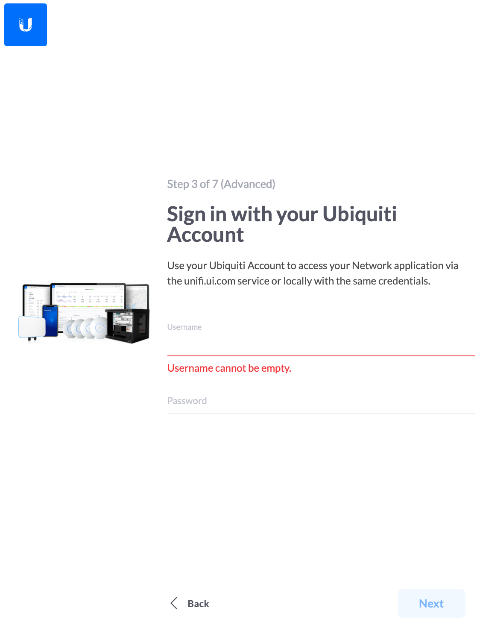 Step 3 of 7 (Advanced)
Sign in with your Ubiquiti
Account
Use your Ubiquiti Account to access your Network application via
the unifi.ui.com service or locally with the same credentials.
Username
Username cannot be empty.
Password
Back
Next